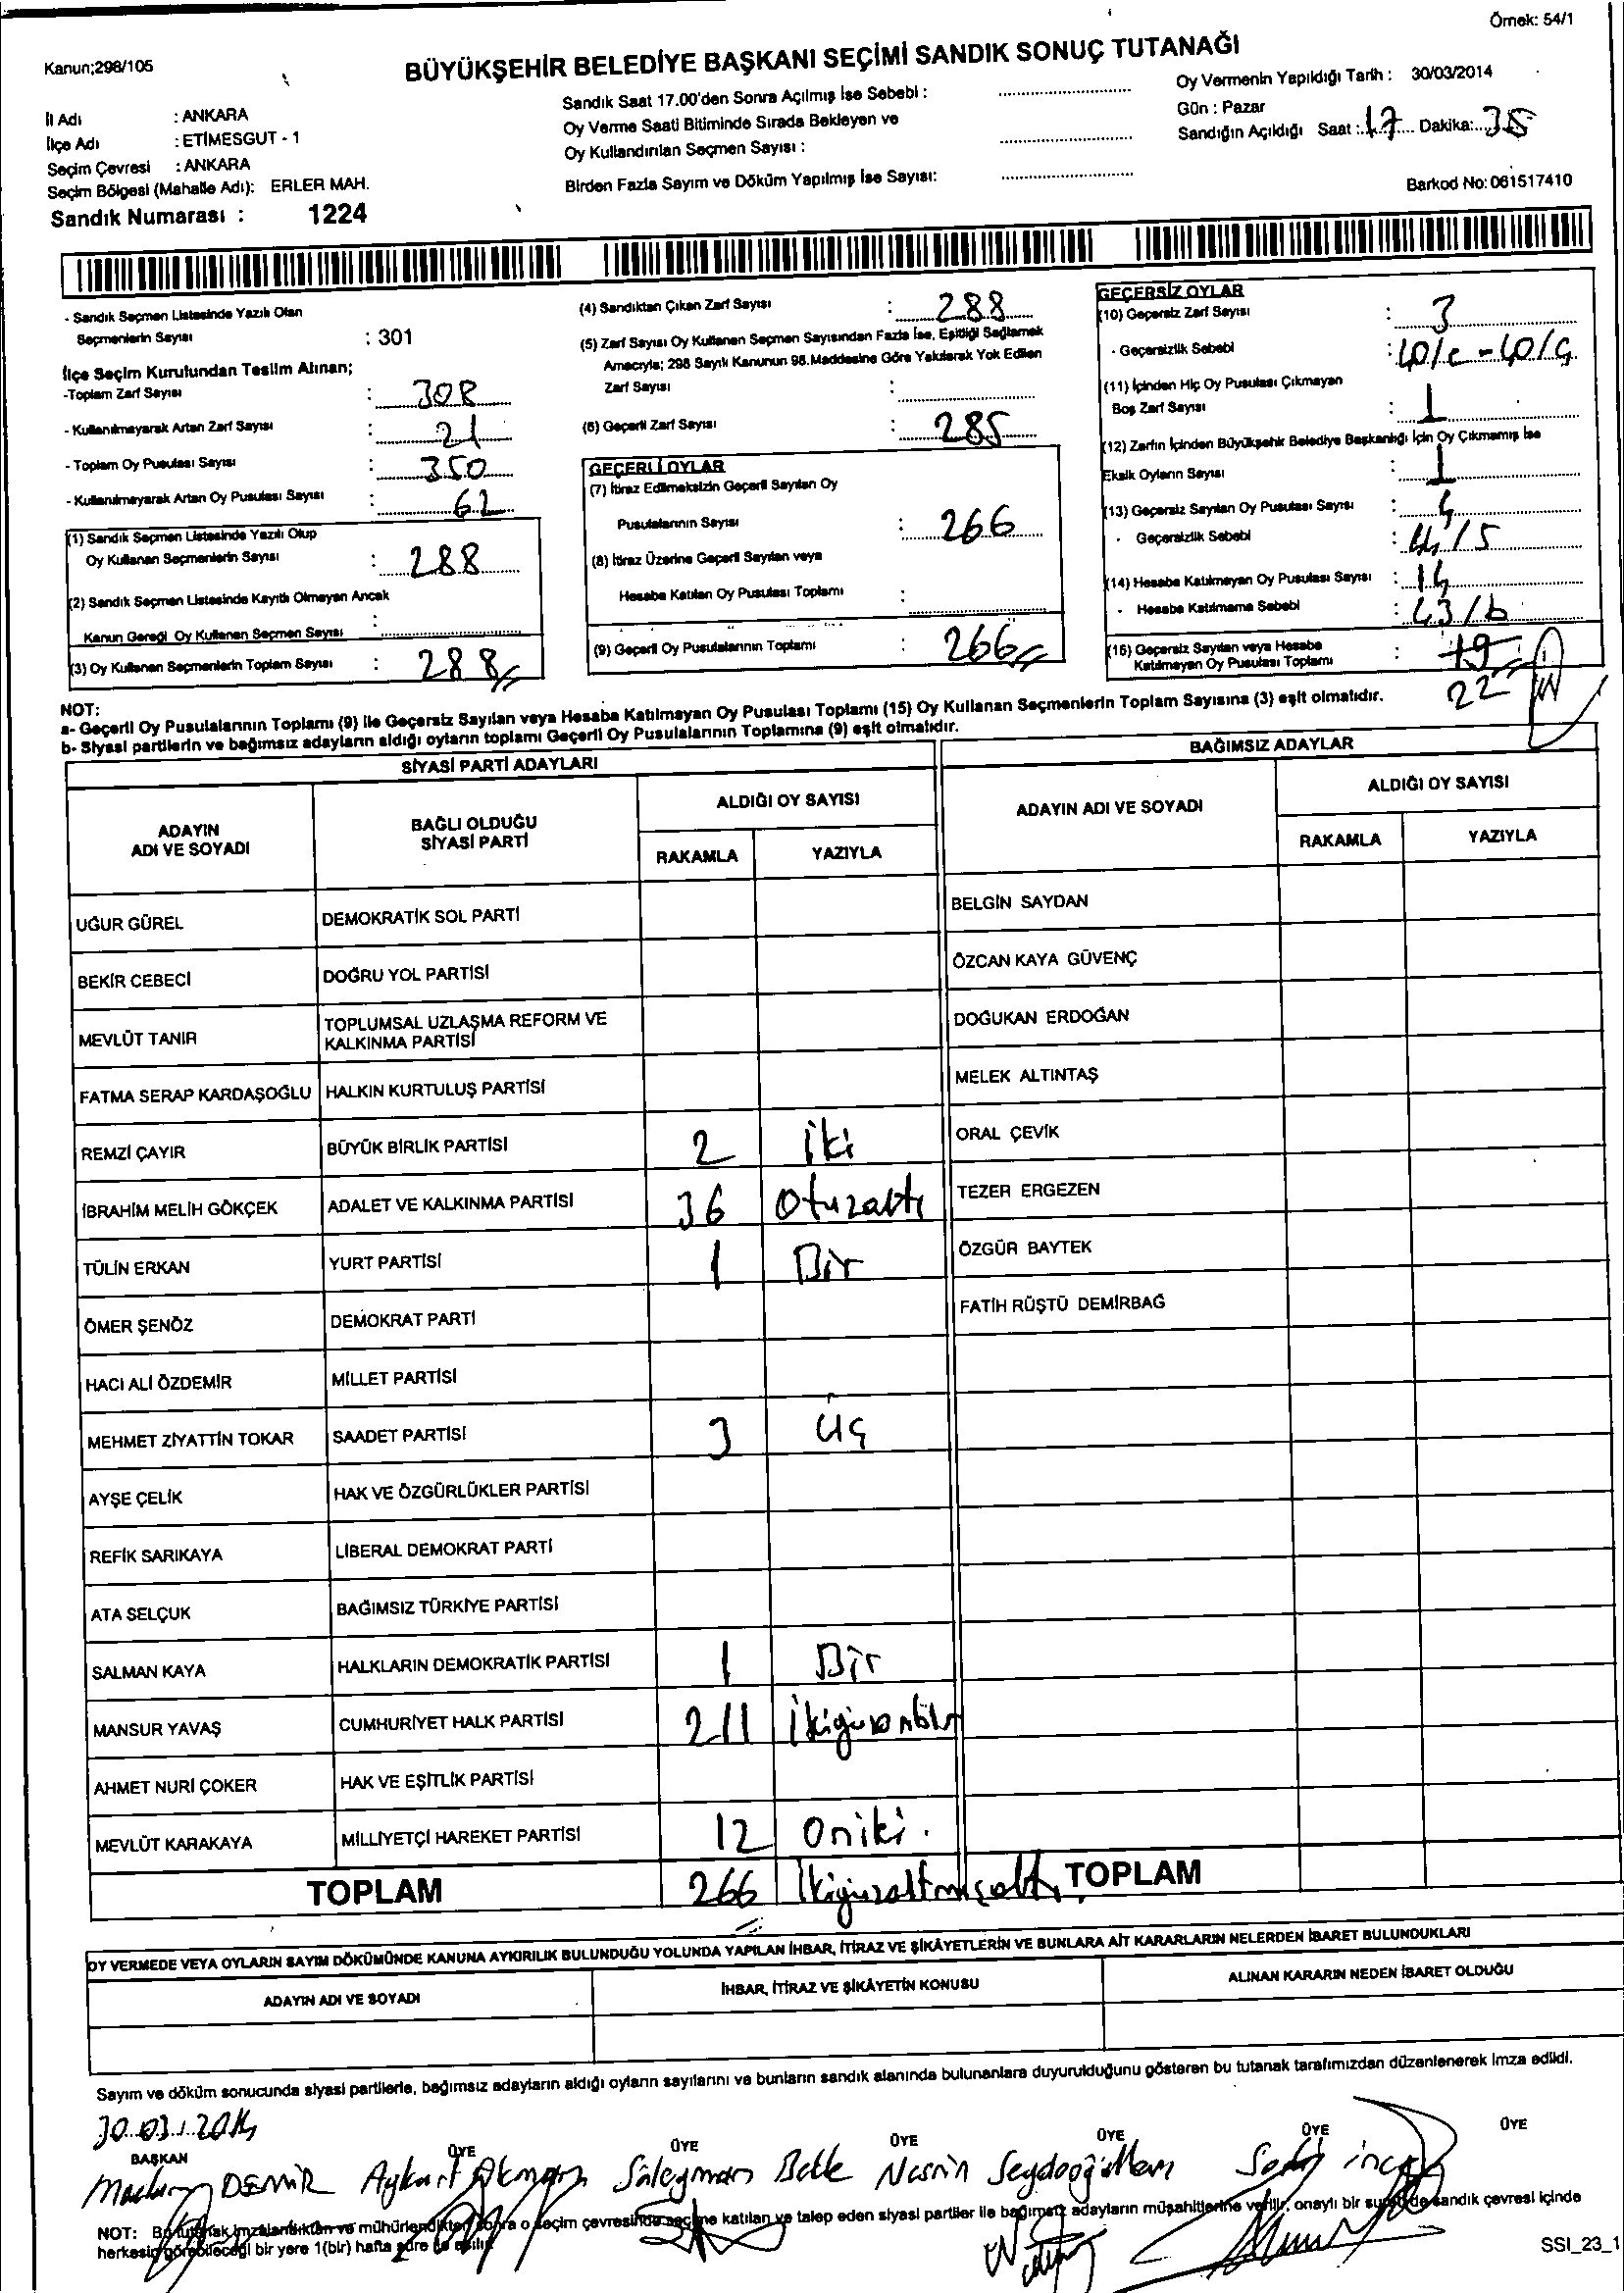 Örnek: 54/1
Kanun;298/105
BÜYÜKŞEHİR BELEDİYE BAŞKANI SEÇİMİ SANDIK SONUÇ TUTANAĞI
İl Adı : ANKARA
İlçe Adı : ETİMESGUT - 1
Seçim Çevresi : ANKARA
Seçim Bölgesi (Mahalle Adı): ERLER MAH.
Sandık Numarası : 1224
Sandık Saat 17.00'den Sonra Açılmış İse Sebebi :
Oy Verme Saati Bitiminde Sırada Bekleyen ve
Oy Kullandırılan Seçmen Sayısı :
Birden Fazla Sayım ve Döküm Yapılmış İse Sayısı:
Oy Vermenin Yapıldığı Tarih : 30/03/2014
Gün : Pazar
Sandığın Açıldığı Saat : 17 Dakika: 35
Barkod No: 061517410
- Sandık Seçmen Listesinde Yazılı Olan
Seçmenlerin Sayısı : 301
İlçe Seçim Kurulundan Teslim Alınan;
-Toplam Zarf Sayısı : 308
- Kullanılmayarak Artan Zarf Sayısı : 21
- Toplam Oy Pusulası Sayısı : 350
- Kullanılmayarak Artan Oy Pusulası Sayısı : 62
(1) Sandık Seçmen Listesinde Yazılı Olup
Oy Kullanan Seçmenlerin Sayısı : 288
(2) Sandık Seçmen Listesinde Kayıtlı Olmayan Ancak
Kanun Gereği Oy Kullanan Seçmen Sayısı :
(3) Oy Kullanan Seçmenlerin Toplam Sayısı : 288
(4) Sandıktan Çıkan Zarf Sayısı : 288
(5) Zarf Sayısı Oy Kullanan Seçmen Sayısından Fazla İse, Eşitliği Sağlamak
Amacıyla; 298 Sayılı Kanunun 98.Maddesine Göre Yakılarak Yok Edilen
Zarf Sayısı :
(6) Geçerli Zarf Sayısı : 285
GEÇERLİ OYLAR
(7) İtiraz Edilmeksizin Geçerli Sayılan Oy
Pusulalarının Sayısı : 266
(8) İtiraz Üzerine Geçerli Sayılan veya
Hesaba Katılan Oy Pusulası Toplamı :
(9) Geçerli Oy Pusulalarının Toplamı : 266
GEÇERSİZ OYLAR
(10) Geçersiz Zarf Sayısı : 3
- Geçersizlik Sebebi : 40/c - 40/ç
(11) İçinden Hiç Oy Pusulası Çıkmayan
Boş Zarf Sayısı : 1
(12) Zarfın İçinden Büyükşehir Belediye Başkanlığı İçin Oy Çıkmamış İse
Eksik Oyların Sayısı : 1
(13) Geçersiz Sayılan Oy Pusulası Sayısı : 4
- Geçersizlik Sebebi : 41/5
(14) Hesaba Katılmayan Oy Pusulası Sayısı : 14
- Hesaba Katılmama Sebebi : 43/b
(15) Geçersiz Sayılan veya Hesaba
Katılmayan Oy Pusulası Toplamı : 19
22
NOT:
a- Geçerli Oy Pusulalarının Toplamı (9) ile Geçersiz Sayılan veya Hesaba Katılmayan Oy Pusulası Toplamı (15) Oy Kullanan Seçmenlerin Toplam Sayısına (3) eşit olmalıdır.
b- Siyasi partilerin ve bağımsız adayların aldığı oyların toplamı Geçerli Oy Pusulalarının Toplamına (9) eşit olmalıdır.
SİYASİ PARTİ ADAYLARI
ADAYIN ADI VE SOYADI BAĞLI OLDUĞU SİYASİ PARTİ ALDIĞI OY SAYISI
RAKAMLA YAZIYLA
UĞUR GÜREL DEMOKRATİK SOL PARTİ
BEKİR CEBECİ DOĞRU YOL PARTİSİ
MEVLÜT TANIR TOPLUMSAL UZLAŞMA REFORM VE KALKINMA PARTİSİ
FATMA SERAP KARDAŞOĞLU HALKIN KURTULUŞ PARTİSİ
REMZİ ÇAYIR BÜYÜK BİRLİK PARTİSİ 2 iki
İBRAHİM MELİH GÖKÇEK ADALET VE KALKINMA PARTİSİ 36 Otuzaltı
TÜLİN ERKAN YURT PARTİSİ 1 Bir
ÖMER ŞENÖZ DEMOKRAT PARTİ
HACI ALİ ÖZDEMİR MİLLET PARTİSİ
MEHMET ZİYATTİN TOKAR SAADET PARTİSİ 3 üç
AYŞE ÇELİK HAK VE ÖZGÜRLÜKLER PARTİSİ
REFİK SARIKAYA LİBERAL DEMOKRAT PARTİ
ATA SELÇUK BAĞIMSIZ TÜRKİYE PARTİSİ
SALMAN KAYA HALKLARIN DEMOKRATİK PARTİSİ 1 Bir
MANSUR YAVAŞ CUMHURİYET HALK PARTİSİ 211 ikiyüzonbir
AHMET NURİ ÇOKER HAK VE EŞİTLİK PARTİSİ
MEVLÜT KARAKAYA MİLLİYETÇİ HAREKET PARTİSİ 12 Oniki.
TOPLAM 266 ikiyüzaltmışaltı
BAĞIMSIZ ADAYLAR
ADAYIN ADI VE SOYADI ALDIĞI OY SAYISI
RAKAMLA YAZIYLA
BELGİN SAYDAN
ÖZCAN KAYA GÜVENÇ
DOĞUKAN ERDOĞAN
MELEK ALTINTAŞ
ORAL ÇEVİK
TEZER ERGEZEN
ÖZGÜR BAYTEK
FATİH RÜŞTÜ DEMİRBAĞ
TOPLAM
OY VERMEDE VEYA OYLARIN SAYIM DÖKÜMÜNDE KANUNA AYKIRILIK BULUNDUĞU YOLUNDA YAPILAN İHBAR, İTİRAZ VE ŞİKÂYETLERİN VE BUNLARA AİT KARARLARIN NELERDEN İBARET BULUNDUKLARI
ADAYIN ADI VE SOYADI İHBAR, İTİRAZ VE ŞİKÂYETİN KONUSU ALINAN KARARIN NEDEN İBARET OLDUĞU
Sayım ve döküm sonucunda siyasi partilerle, bağımsız adayların aldığı oyların sayılarını ve bunların sandık alanında bulunanlara duyurulduğunu gösteren bu tutanak tarafımızdan düzenlenerek imza edildi.
30.03.2014
BAŞKAN ÜYE ÜYE ÜYE ÜYE ÜYE ÜYE
DEMİR Aykurt Akman Süleyman Nesrin
NOT: Bu tutanak imzalandıktan ve mühürlendikten sonra o seçim çevresinde seçime katılan ve talep eden siyasi partiler ile bağımsız adayların müşahitlerine verilir, onaylı bir sureti de sandık çevresi içinde
herkesin görebileceği bir yere 1(bir) hafta süre ile asılır.
SSI_23_1